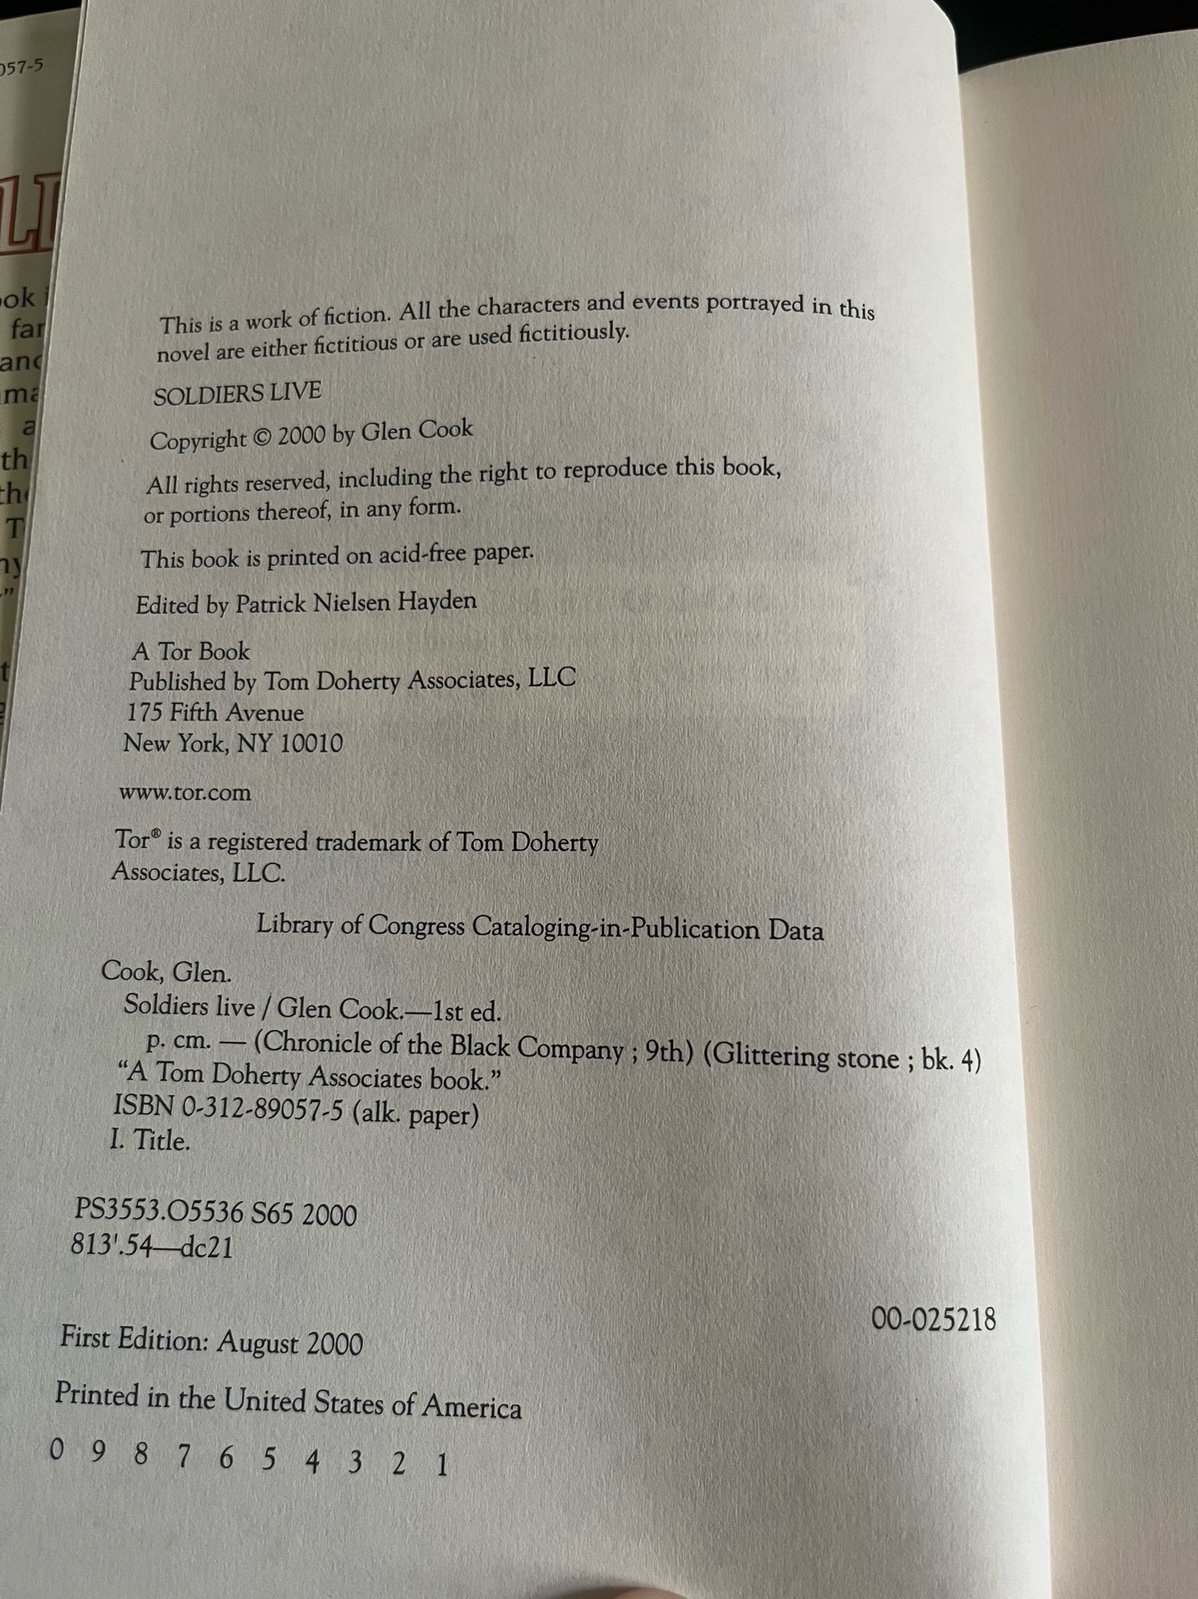 057-5
LI
ook
far
and
a
th
T
ny
"
t
This is a work of fiction. All the characters and events portrayed in this
novel are either fictitious or are used fictitiously.
SOLDIERS LIVE
Copyright © 2000 by Glen Cook
All rights reserved, including the right to reproduce this book,
or portions thereof, in any form.
This book is printed on acid-free paper.
Edited by Patrick Nielsen Hayden
A Tor Book
Published by Tom Doherty Associates, LLC
175 Fifth Avenue
New York, NY 10010
www.tor.com
Tor® is a registered trademark of Tom Doherty
Associates, LLC.
Library of Congress Cataloging-in-Publication Data
Cook, Glen.
Soldiers live / Glen Cook.—1st ed.
p. cm. — (Chronicle of the Black Company ; 9th) (Glittering stone ; bk. 4)
"A Tom Doherty Associates book."
ISBN 0-312-89057-5 (alk. paper)
I. Title.
PS3553.O5536 S65 2000
813'.54—dc21
00-025218
First Edition: August 2000
Printed in the United States of America
0 9 8 7 6 5 4 3 2 1